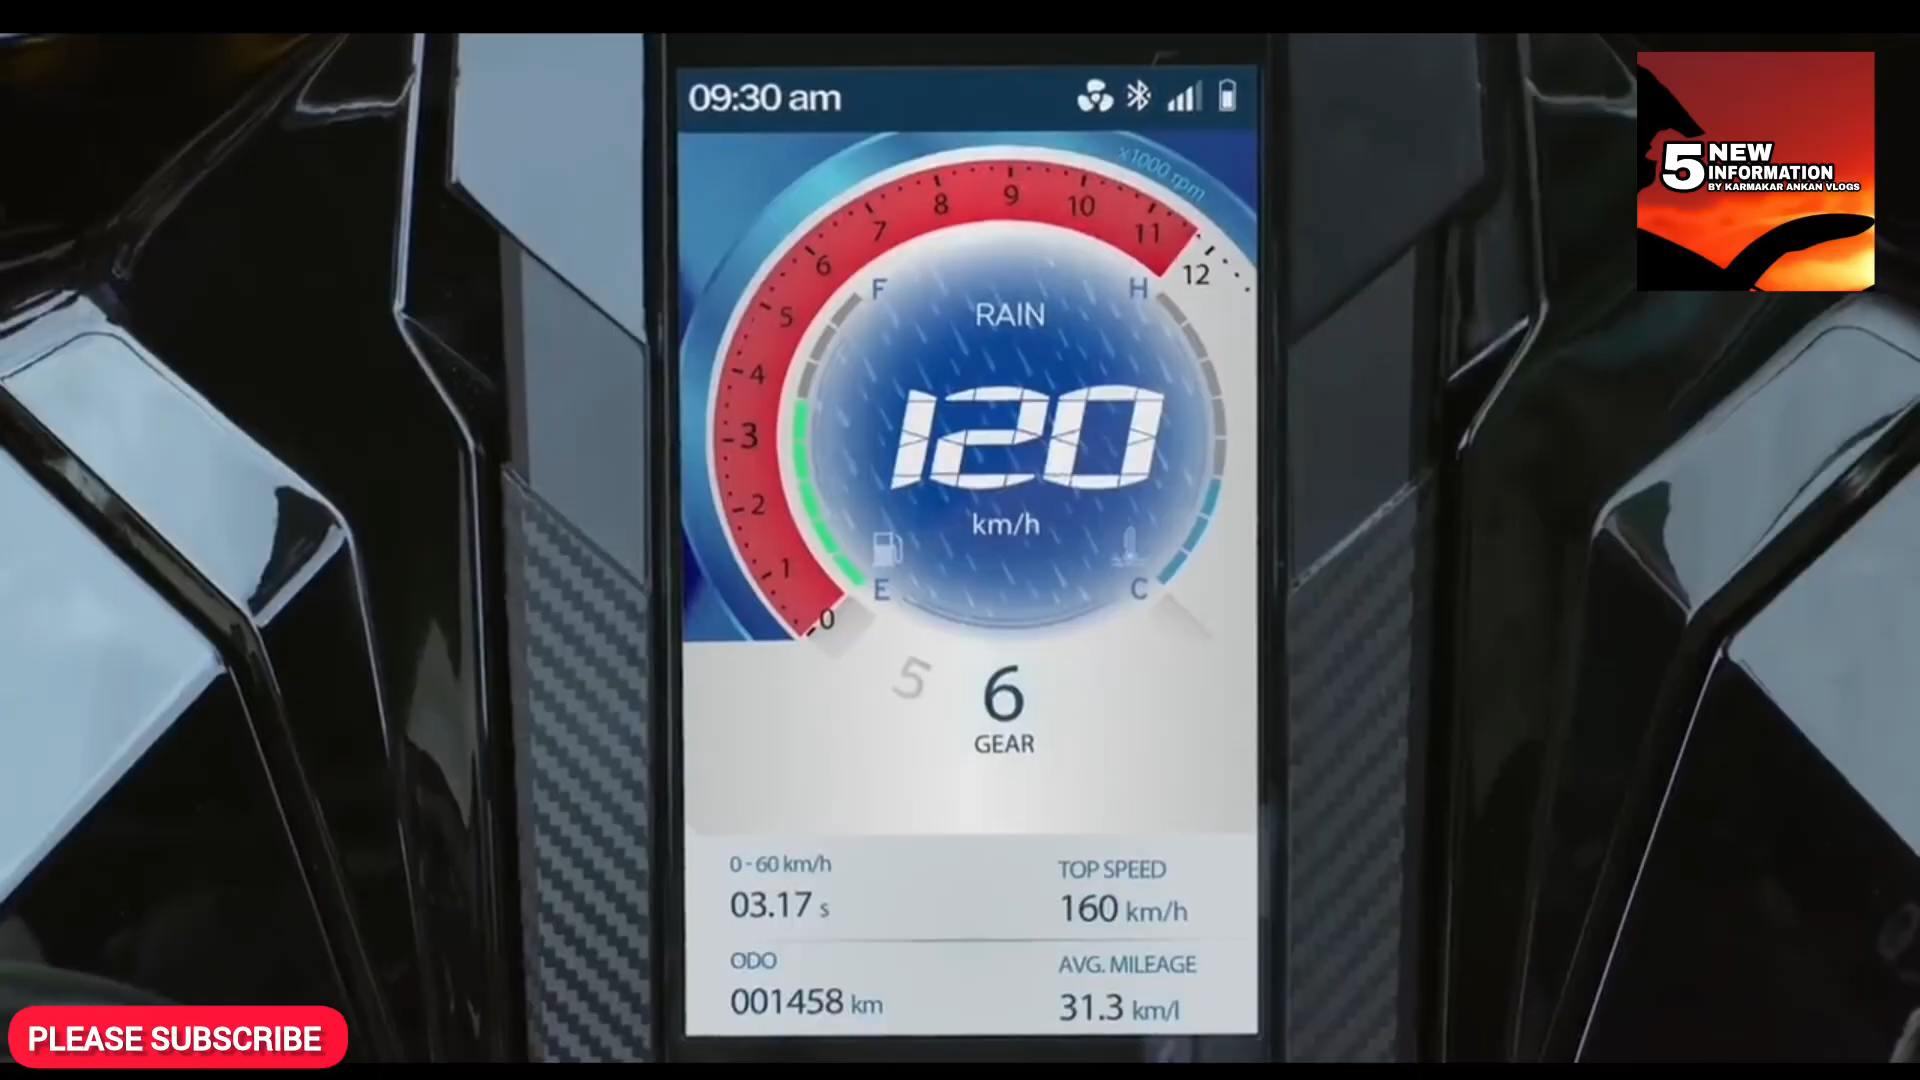 09:30 am
5 NEW
INFORMATION
BY KARMAKAR ANKAN VLOGS
x1000 rpm
0
1
2
3
4
5
6
7
8
9
10
11
12
F
H
RAIN
120
km/h
E
C
5
6
GEAR
0 - 60 km/h
03.17 s
TOP SPEED
160 km/h
ODO
001458 km
AVG. MILEAGE
31.3 km/l
PLEASE SUBSCRIBE